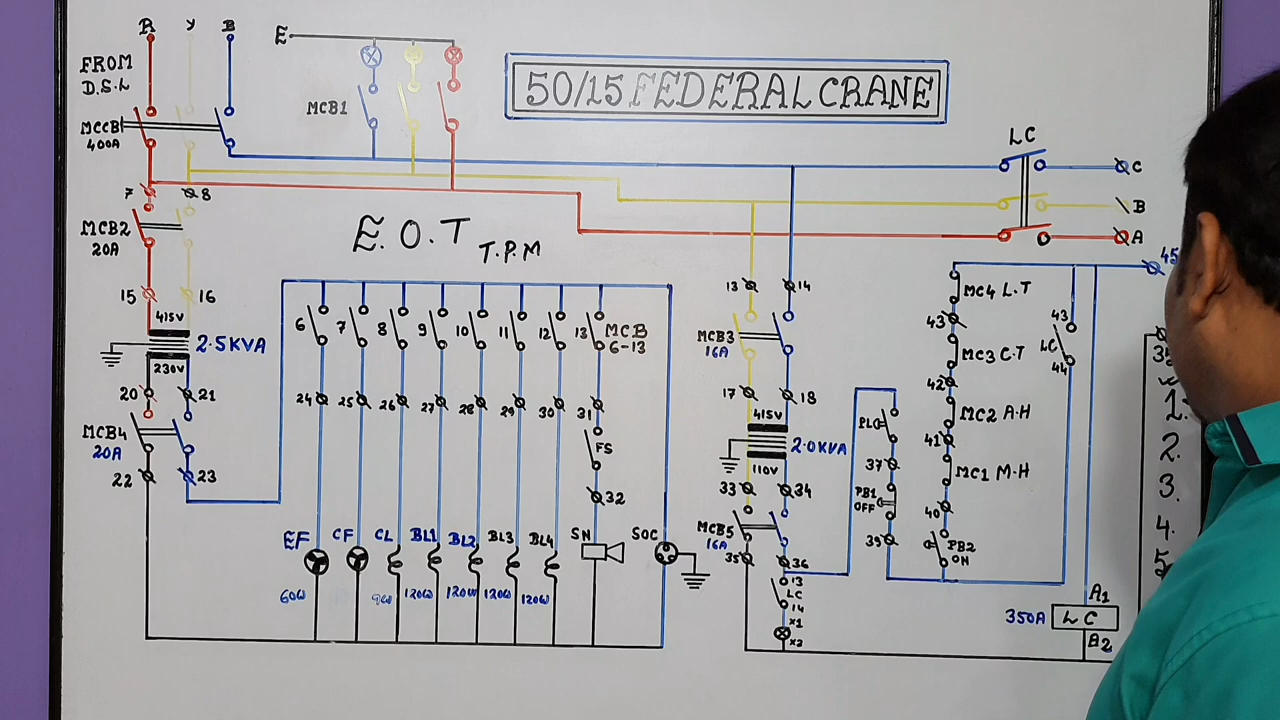 R Y B
E
FROM
D.S.L
MCB1
50/15 FEDERAL CRANE
MCCB
400A
LC
C
B
A
7 8
MCB2
20A
E.O.T T.P.M
15 16
415V
2.5KVA
230V
20 21
MCB4
20A
22 23
6 7 8 9 10 11 12 13 MCB
6-13
24 25 26 27 28 29 30 31
FS
32
EF CF CL BL1 BL2 BL3 BL4 SN SOC
60W 9W 120W 120W 120W 120W
13 14
MCB3
16A
17 18
415V
2.0KVA
110V
33 34
MCB5
16A
35 36
13
LC
14
X1
X2
PL
37
PB1
OFF
39
MC4 L.T
43
MC3 C.T
42
MC2 A.H
41
MC1 M.H
40
PB2
ON
43
LC
44
45
A1
350A LC
B2
1.
2.
3.
4.
5